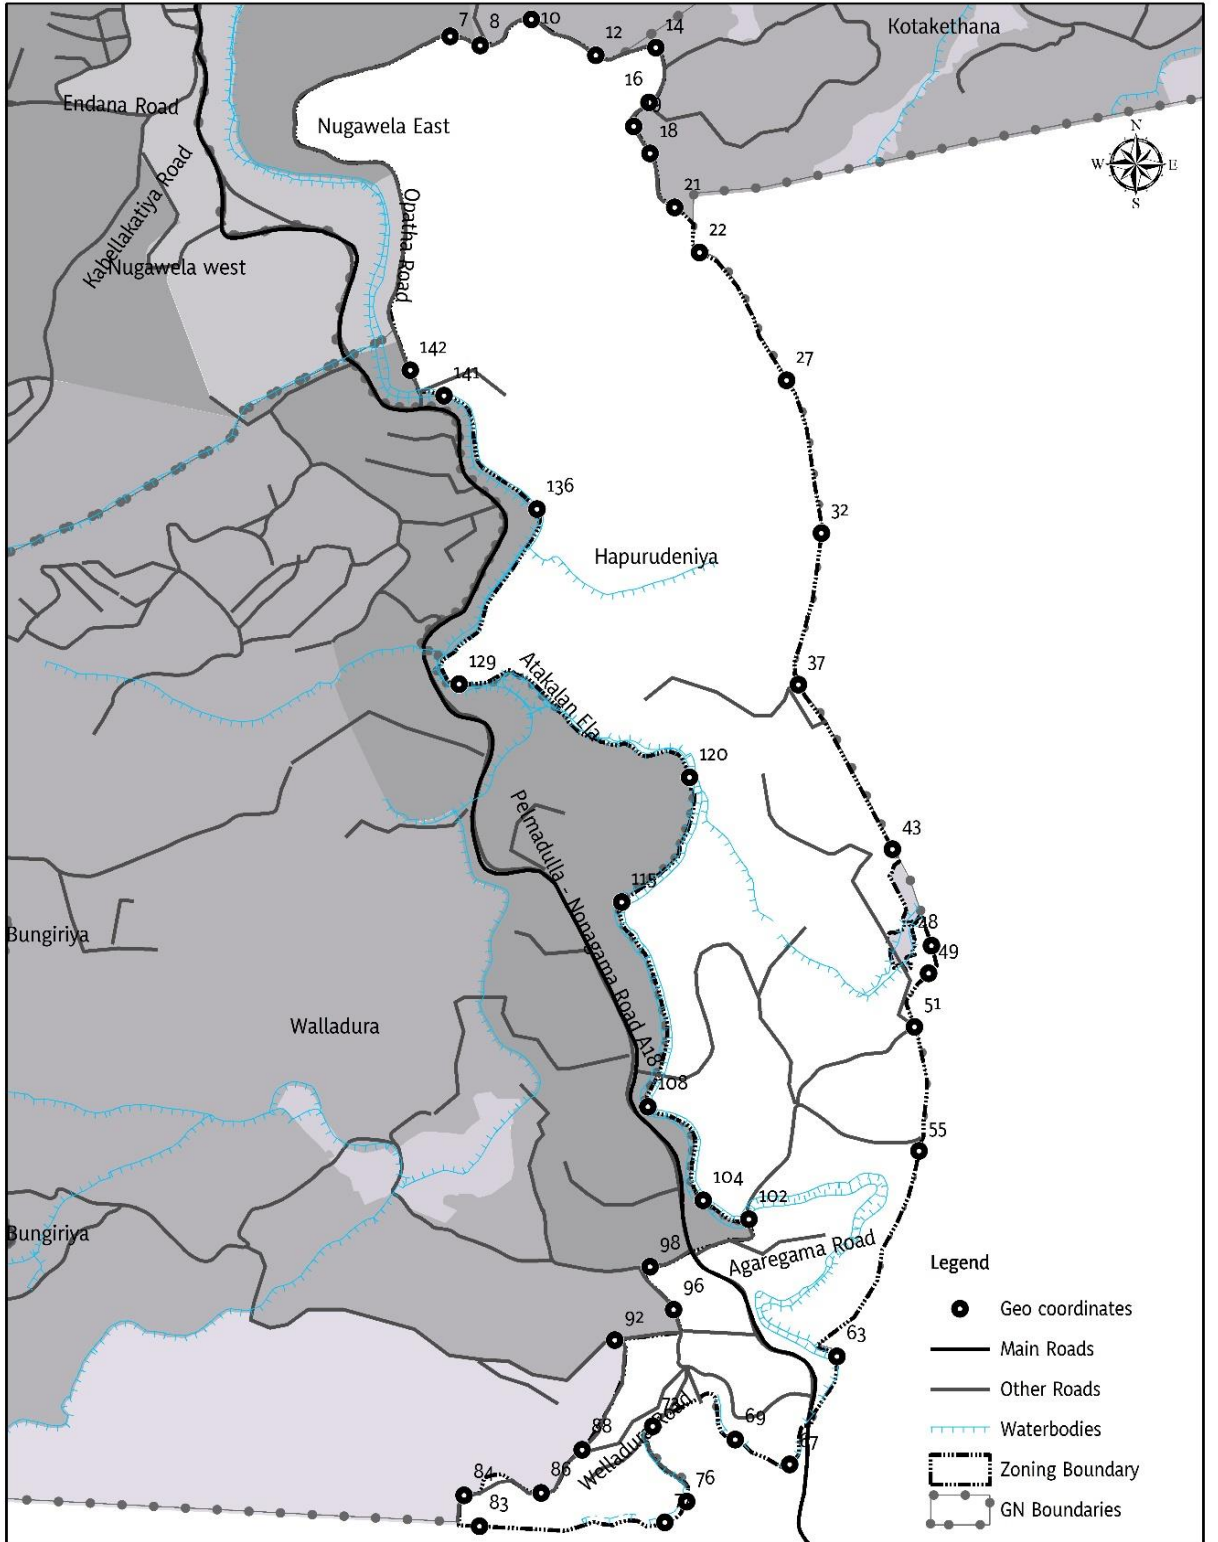 7
8
10
12
14
Kotakethana
16
Endana Road
Nugawela East
18
N
W
E
S
Kabellakatiya Road
Opatha Road
21
22
Nugawela west
142
141
27
136
32
Hapurudeniya
129
Atakalan Ela
37
120
Pelmadulla - Nonagama Road A18
43
115
28
Bungiriya
49
51
Walladura
108
55
104
102
Bungiriya
98
Agaregama Road
96
92
63
73
69
67
88
Welladura Road
84
86
76
83
Legend
Geo coordinates
Main Roads
Other Roads
Waterbodies
Zoning Boundary
GN Boundaries